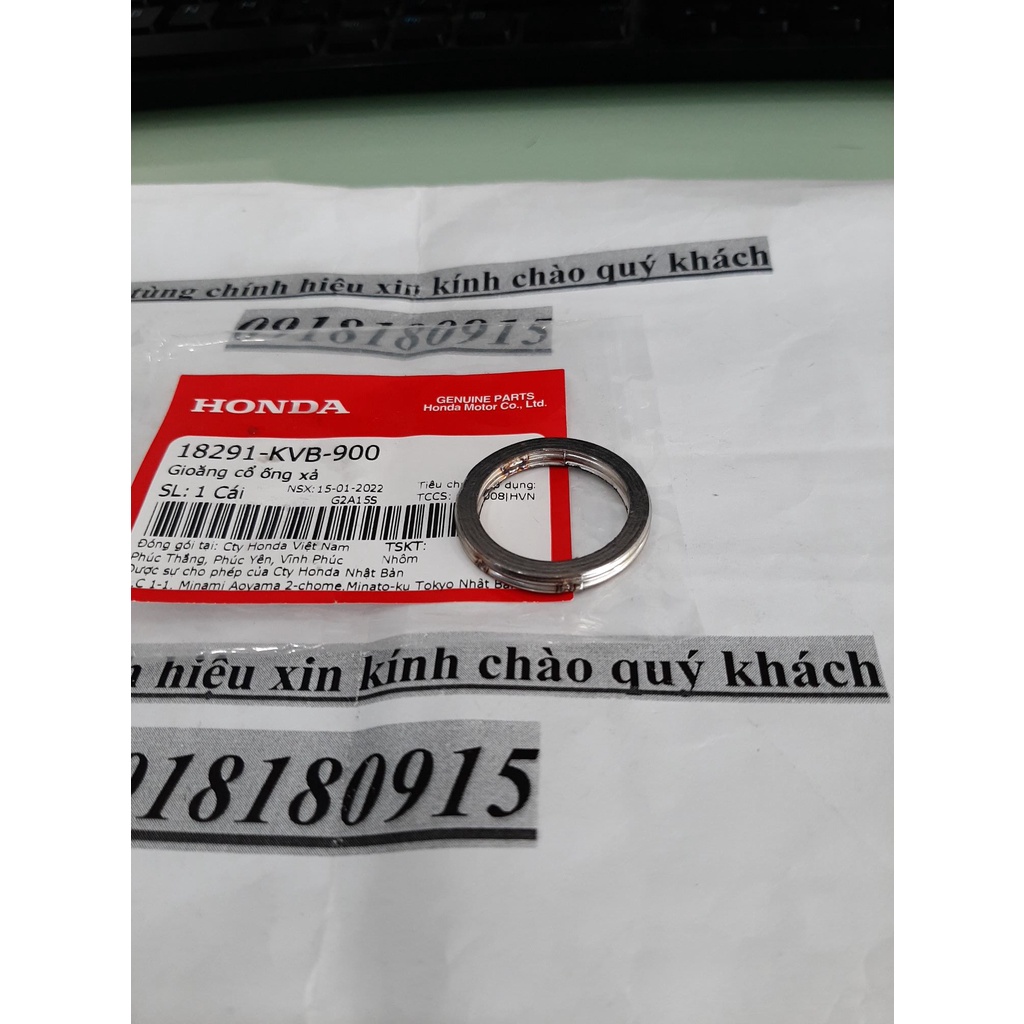 tùng chính hiệu xin kính chào quý khách
0918180915
HONDA
GENUINE PARTS
Honda Motor Co., Ltd.
18291-KVB-900
Gioăng cổ ống xả
SL: 1 Cái
NSX: 15-01-2022
G2A15S
Tiêu dụng:
TCCS: 08|HVN
Đóng gói tại: Cty Honda Việt Nam
TSKT:
Phúc Thắng, Phúc Yên, Vĩnh Phúc
Nhôm
Được sự cho phép của Cty Honda Nhật Bản
1-1, Minami Aoyama 2-chome, Minato-ku Tokyo Nhật
hiệu xin kính chào quý khách
918180915